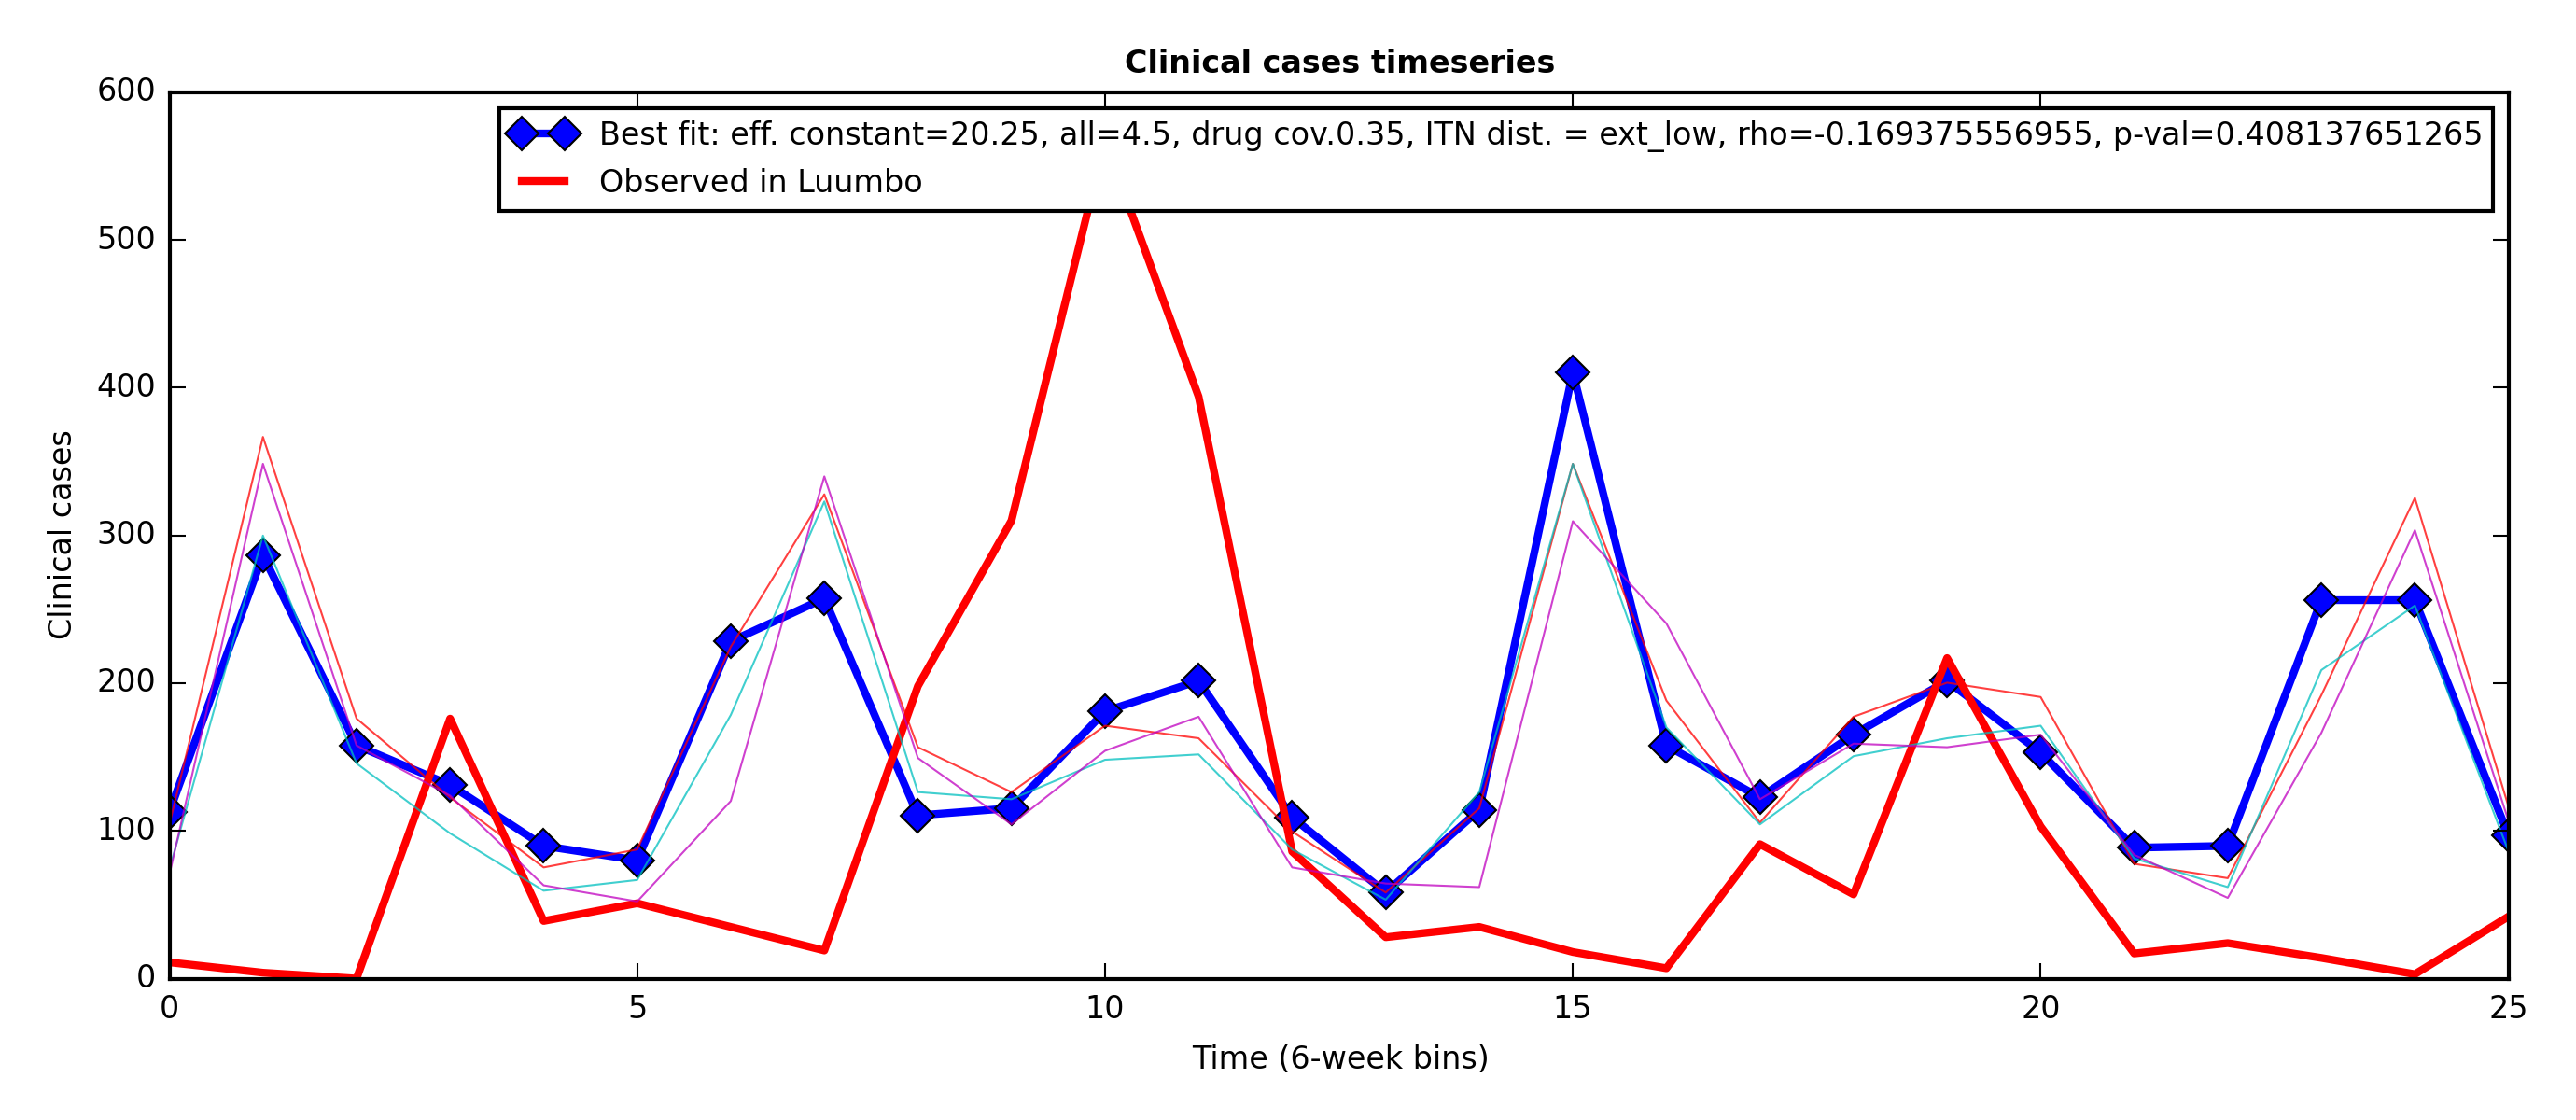 Clinical cases timeseries
600
500
400
300
200
100
0
Clinical cases
Best fit: eff. constant=20.25, all=4.5, drug cov.0.35, ITN dist. = ext_low, rho=-0.169375556955, p-val=0.408137651265
Observed in Luumbo
0 5 10 15 20 25
Time (6-week bins)